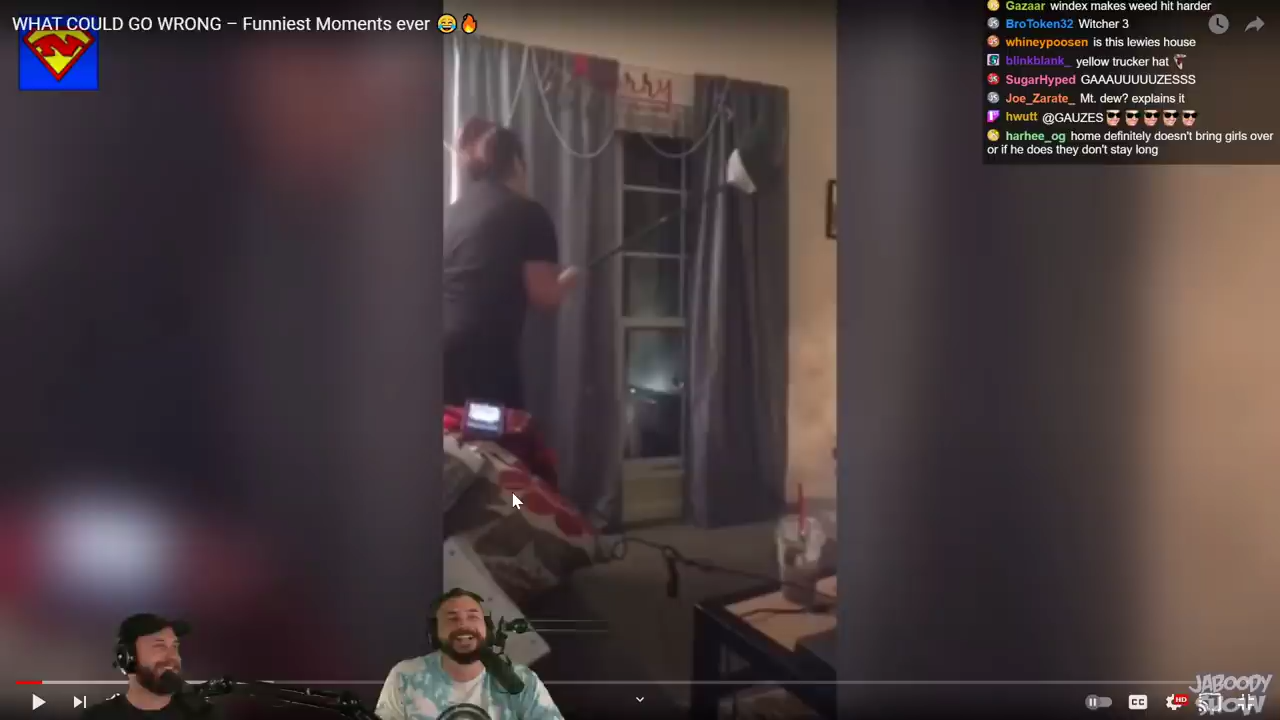 WHAT COULD GO WRONG – Funniest Moments ever 😂🔥
N
Gazaar windex makes weed hit harder
BroToken32 Witcher 3
whineypoosen is this lewies house
blinkblank_ yellow trucker hat
SugarHyped GAAAUUUUUZESSS
Joe_Zarate_ Mt. dew? explains it
hwutt @GAUZES
harhee_og home definitely doesn't bring girls over
or if he does they don't stay long
CC
HD
JABOODY
SHOW